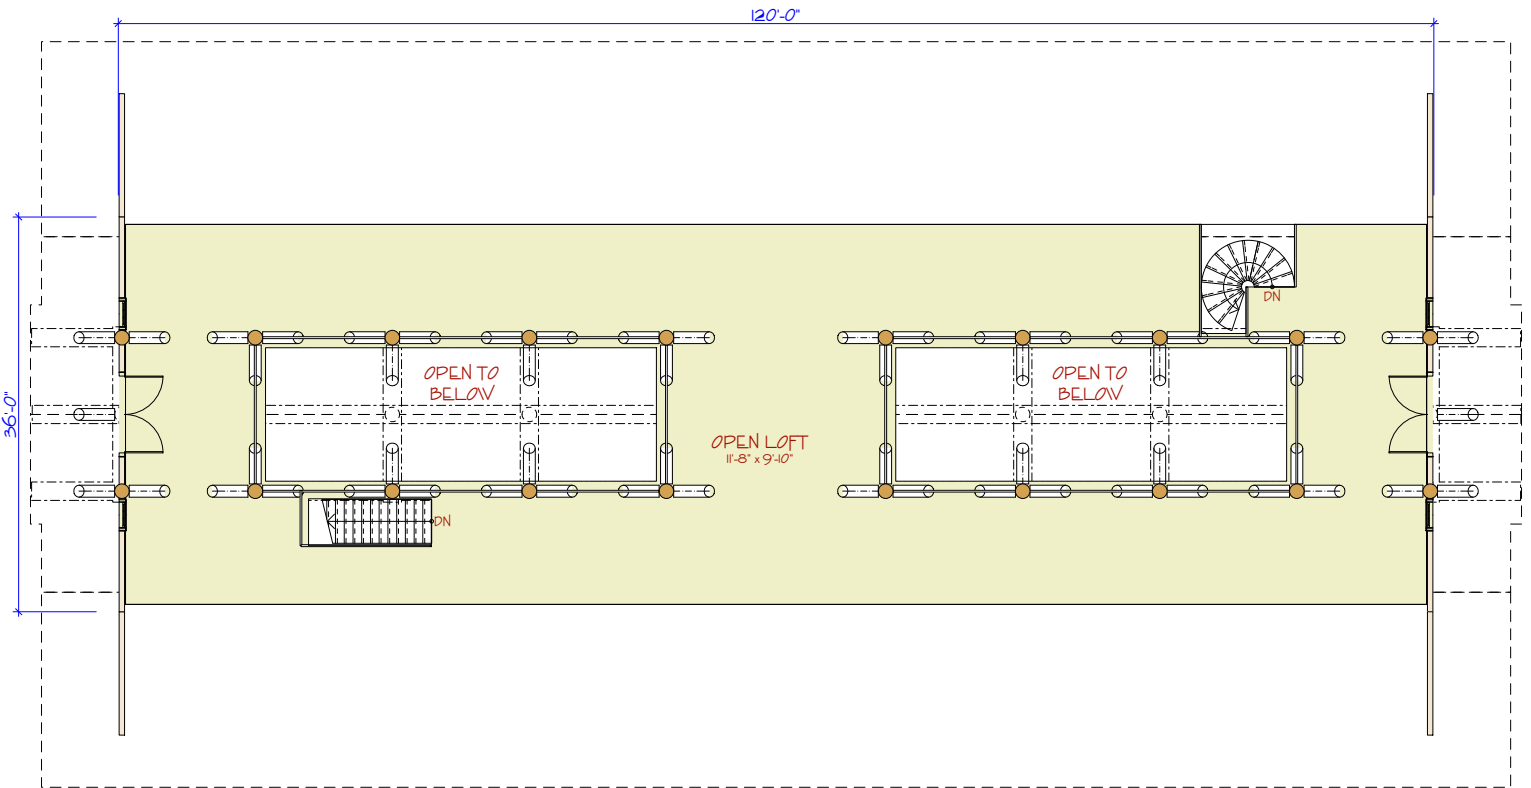 120'-0"
36'-0"
DN
OPEN TO
BELOW
OPEN TO
BELOW
OPEN LOFT
11'-8" x 9'-10"
DN